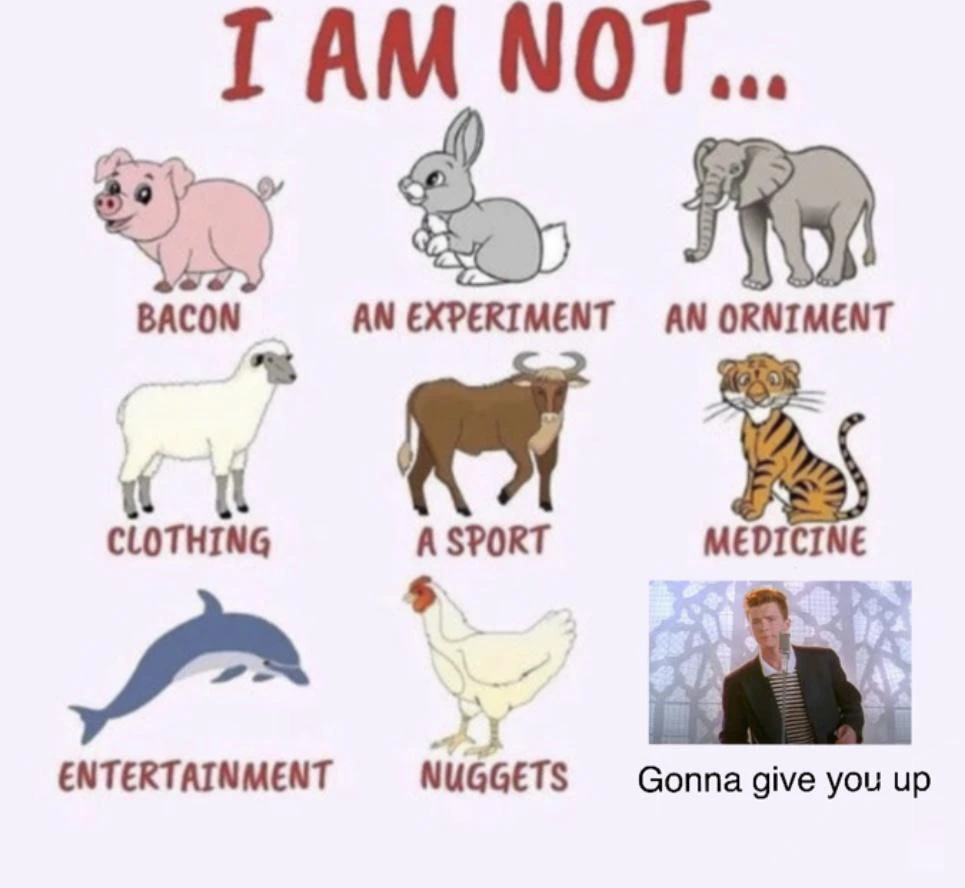 I AM NOT...
BACON
AN EXPERIMENT
AN ORNIMENT
CLOTHING
A SPORT
MEDICINE
ENTERTAINMENT
NUGGETS
Gonna give you up